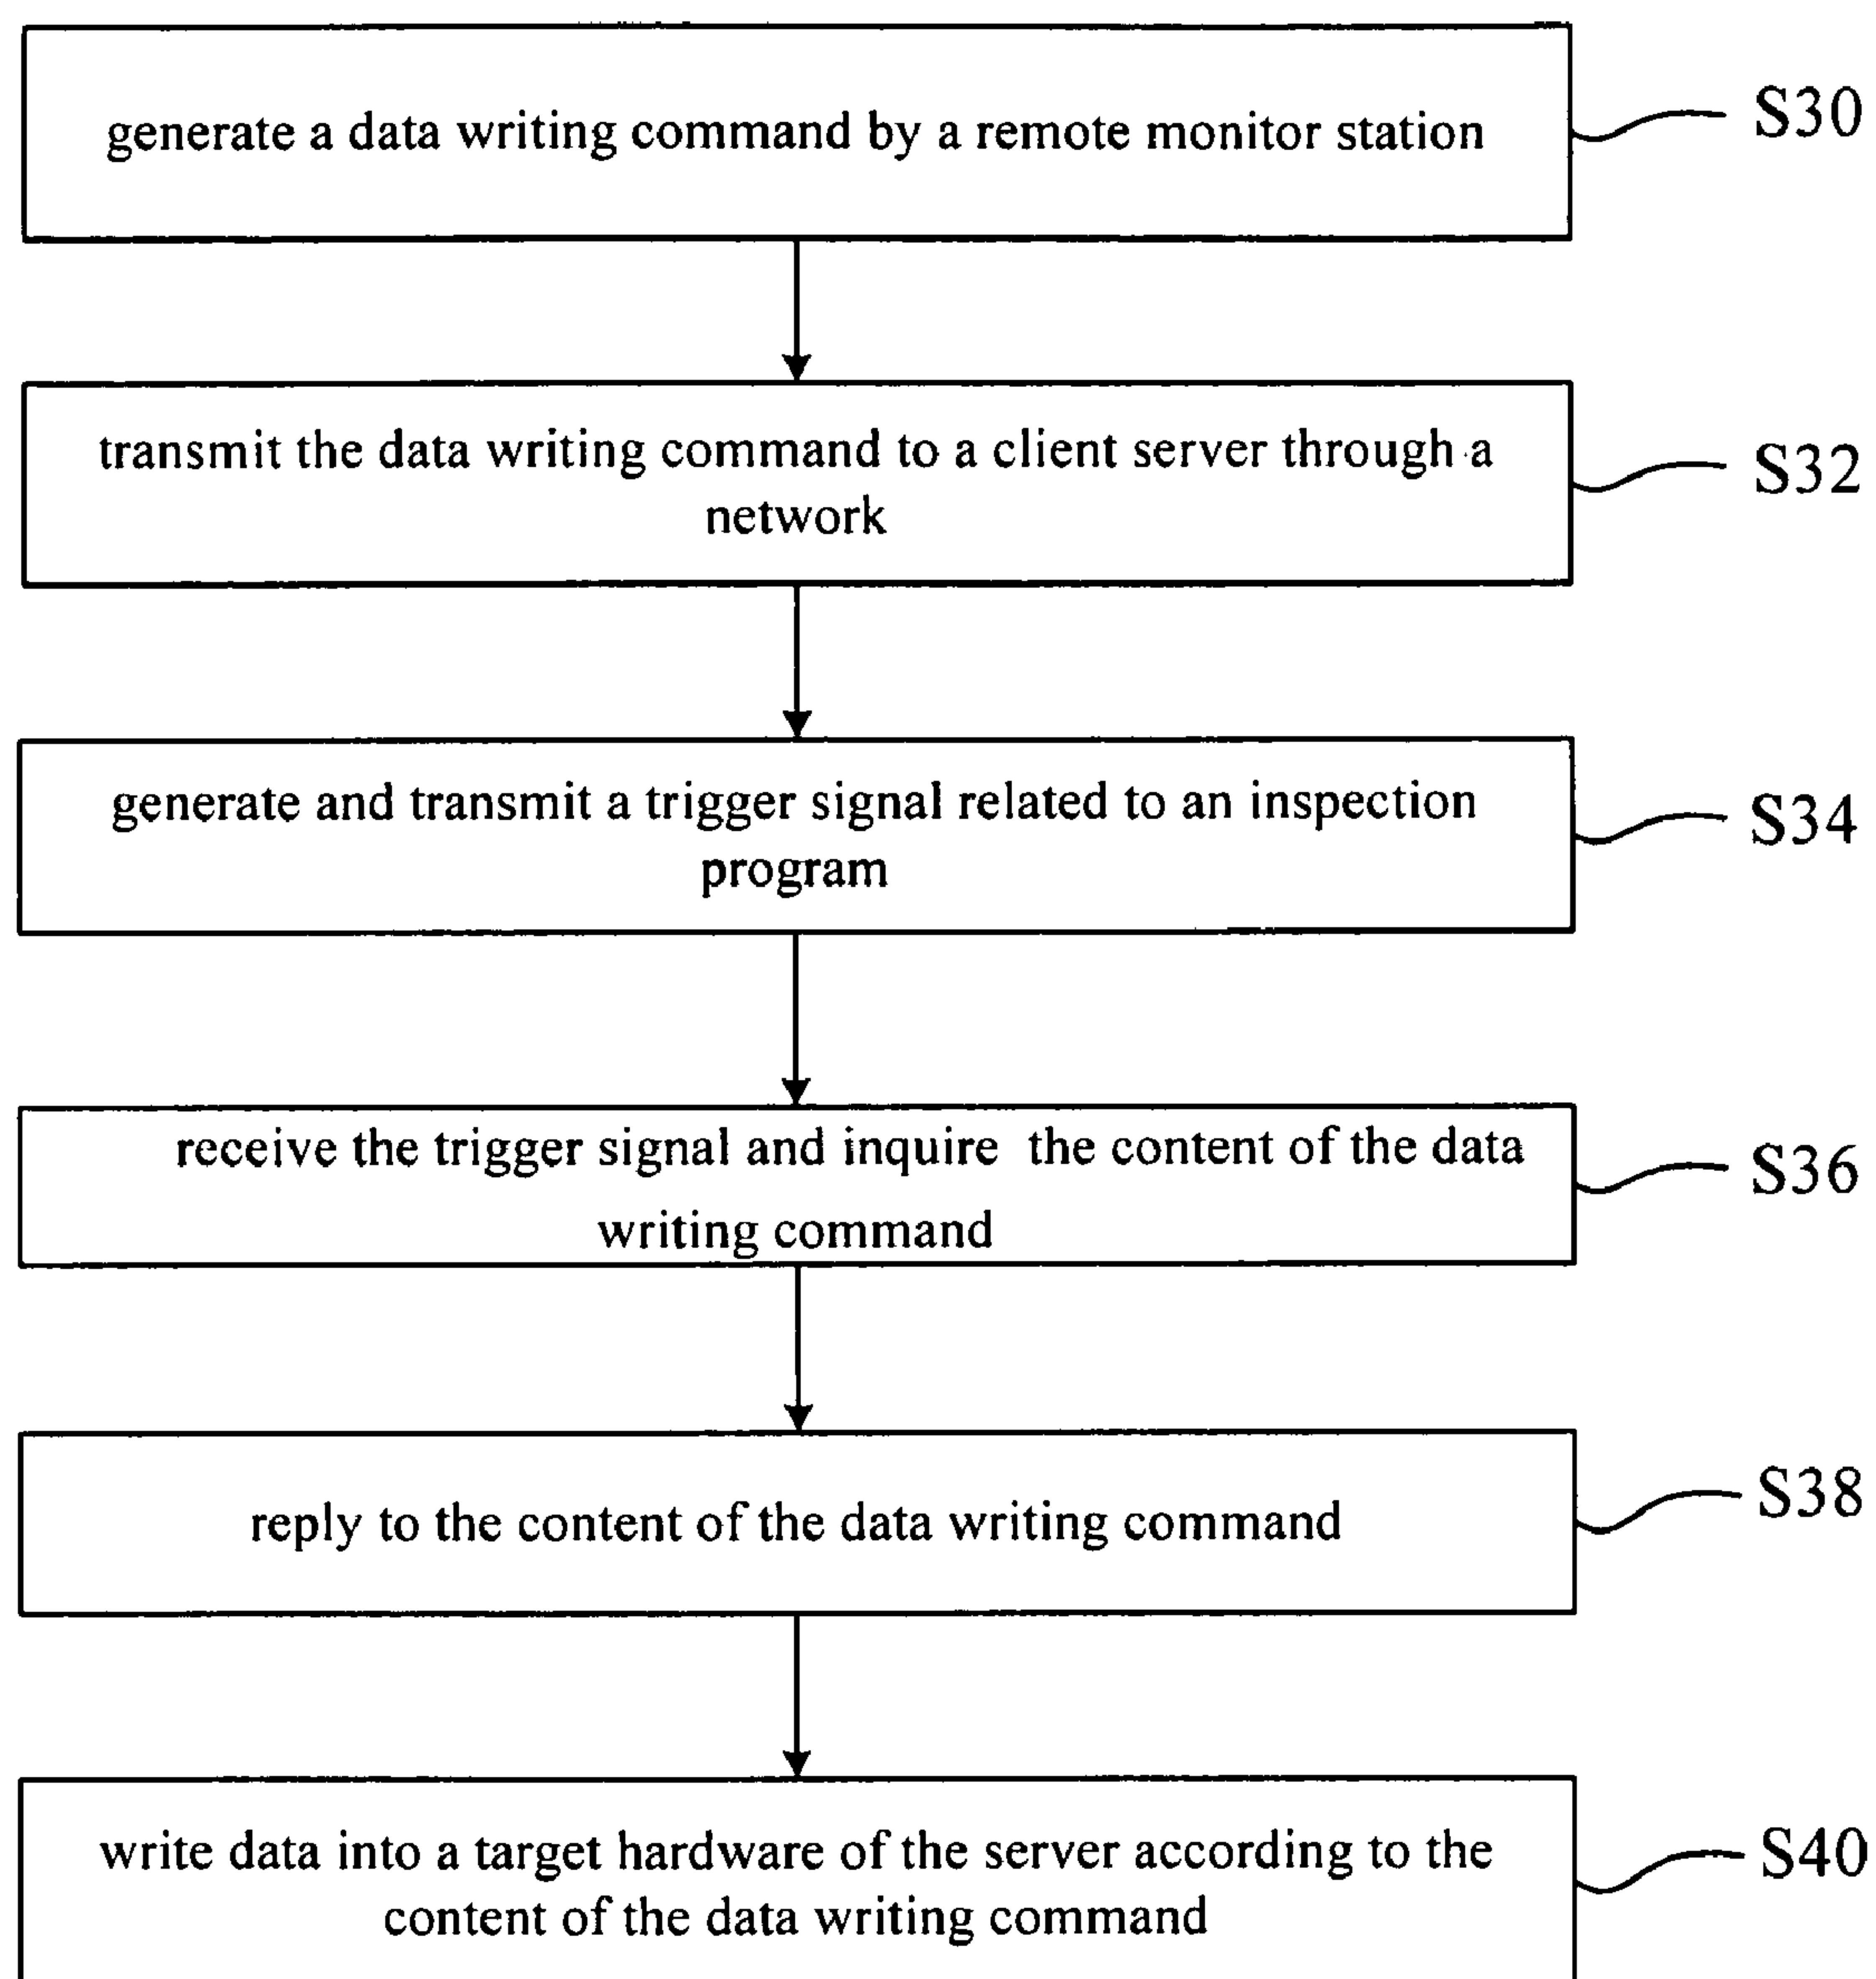 generate a data writing command by a remote monitor station
S30
transmit the data writing command to a client server through a
network
S32
generate and transmit a trigger signal related to an inspection
program
S34
receive the trigger signal and inquire the content of the data
writing command
S36
reply to the content of the data writing command
S38
write data into a target hardware of the server according to the
content of the data writing command
S40